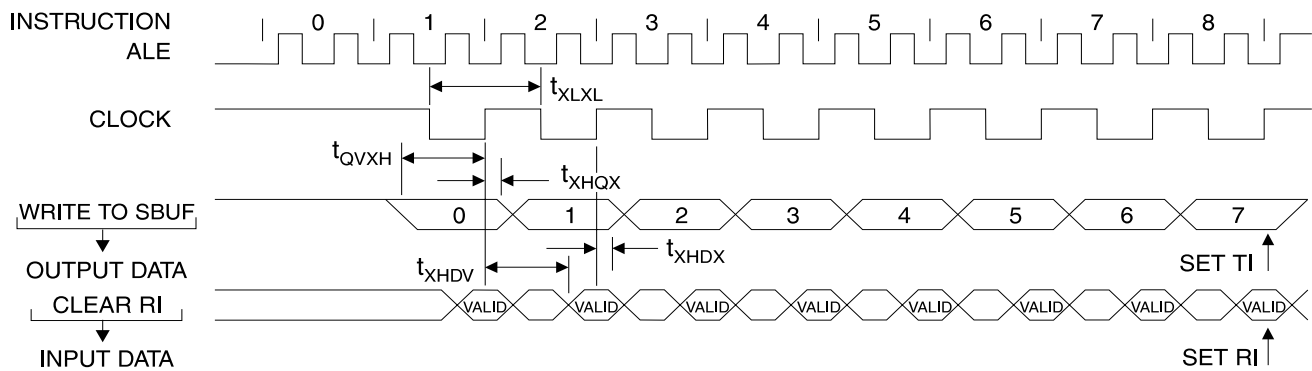 INSTRUCTION 0 1 2 3 4 5 6 7 8
ALE
tXLXL
CLOCK
tQVXH
tXHQX
WRITE TO SBUF 0 1 2 3 4 5 6 7
tXHDX
tXHDV
SET TI
OUTPUT DATA
CLEAR RI VALID VALID VALID VALID VALID VALID VALID VALID
INPUT DATA
SET RI